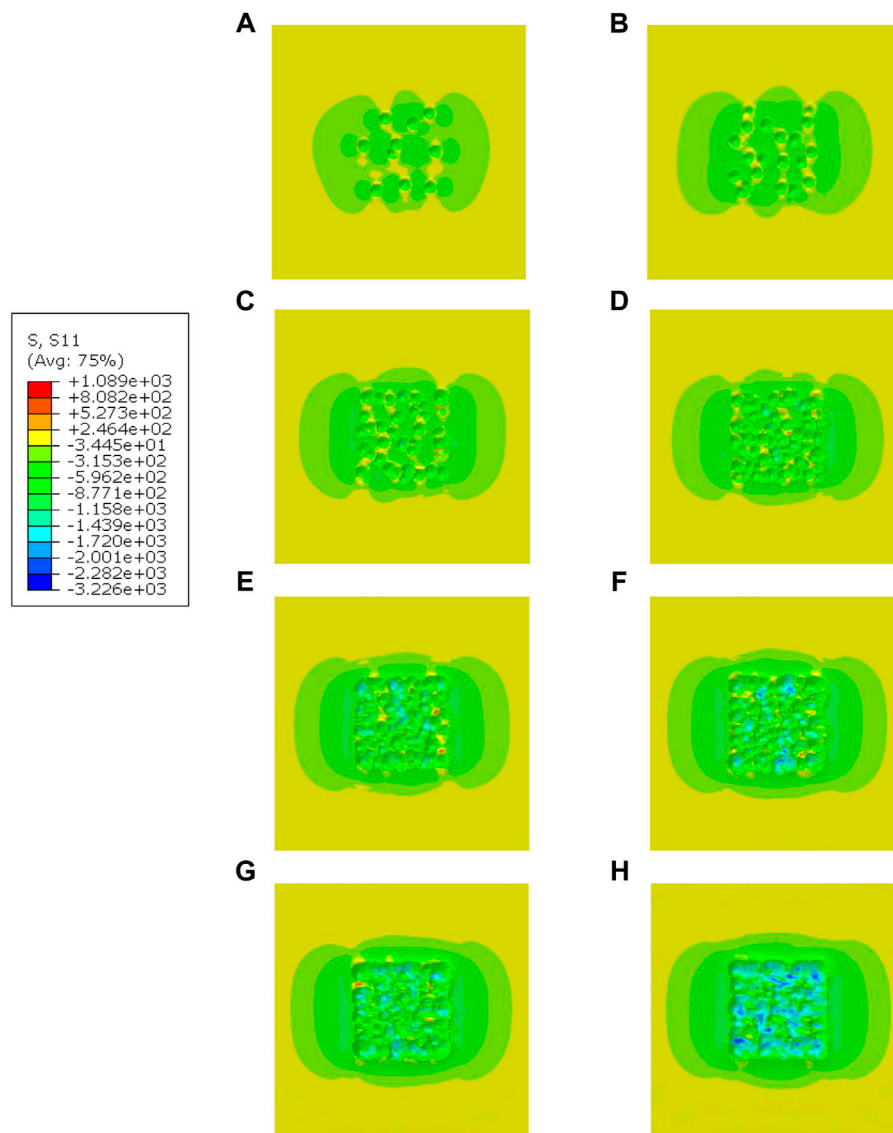 A
B
C
D
S, S11
(Avg: 75%)
+1.089e+03
+8.082e+02
+5.273e+02
+2.464e+02
-3.445e+01
-3.153e+02
-5.962e+02
-8.771e+02
-1.158e+03
-1.439e+03
-1.720e+03
-2.001e+03
-2.282e+03
-3.226e+03
E
F
G
H